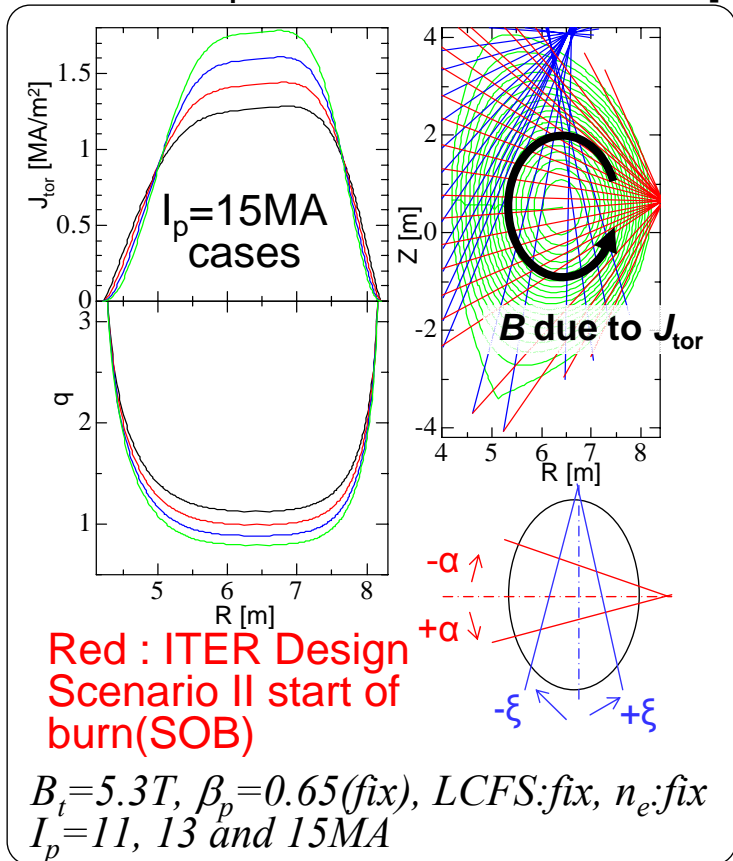 1.5
1
0.5
0
J_tor [MA/m²]
I_p=15MA
cases
3
2
1
q
5 6 7 8
R [m]
4
2
0
-2
-4
Z [m]
B due to J_tor
4 5 6 7 8
R [m]
-α
+α
-ξ +ξ
Red : ITER Design
Scenario II start of
burn(SOB)
B_t=5.3T, β_p=0.65(fix), LCFS:fix, n_e:fix
I_p=11, 13 and 15MA